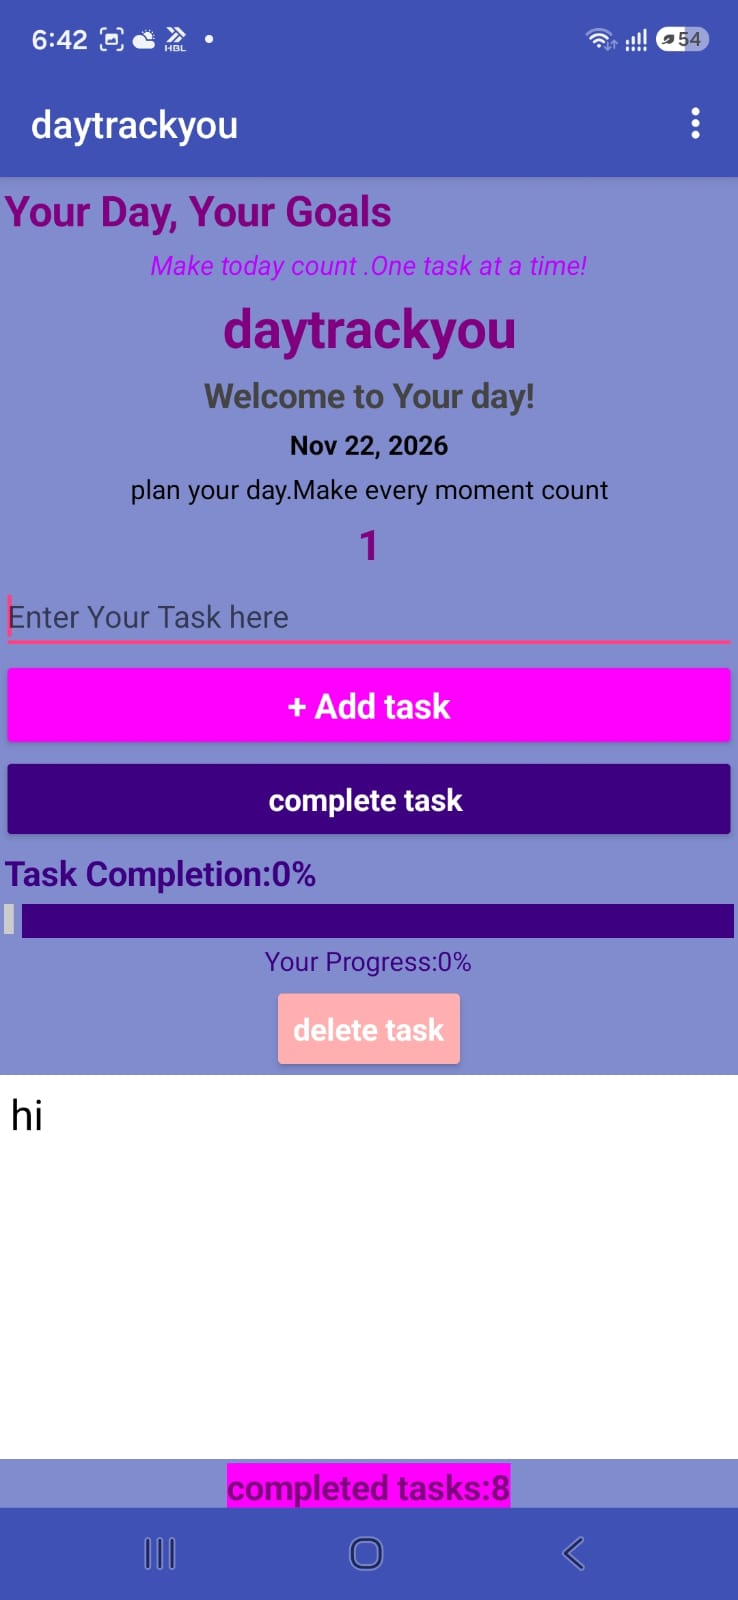 6:42 HBL 54
daytrackyou
Your Day, Your Goals
Make today count .One task at a time!
daytrackyou
Welcome to Your day!
Nov 22, 2026
plan your day.Make every moment count
1
Enter Your Task here
+ Add task
complete task
Task Completion:0%
Your Progress:0%
delete task
hi
completed tasks:8